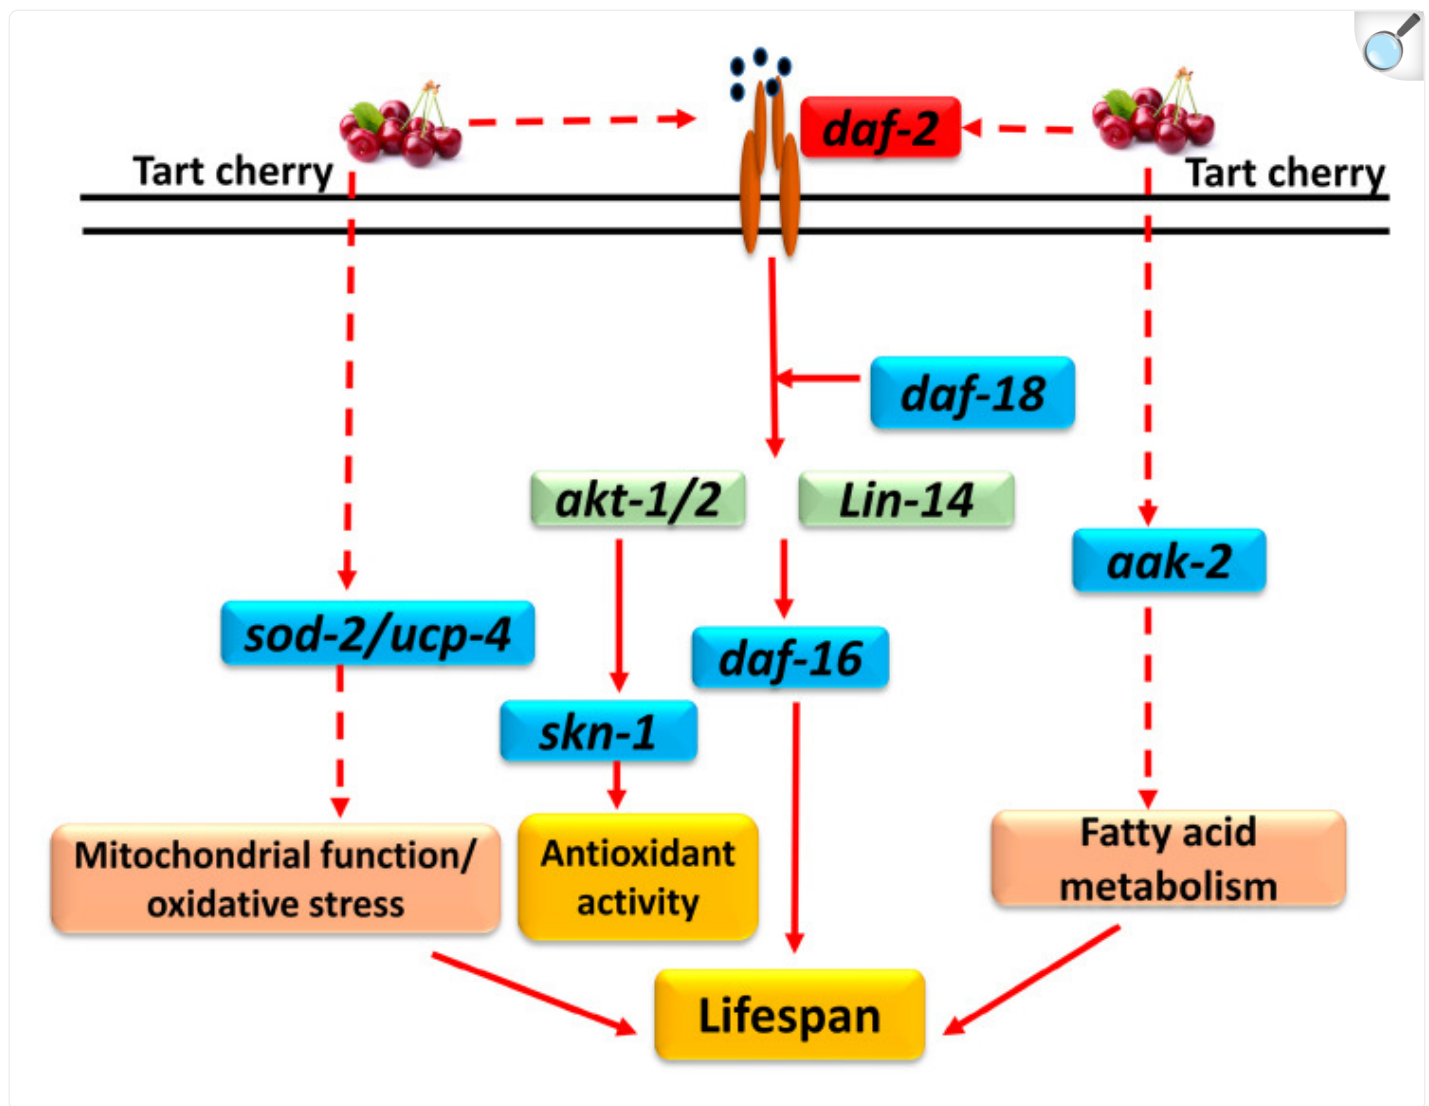 daf-2
Tart cherry
Tart cherry
daf-18
akt-1/2
Lin-14
aak-2
sod-2/ucp-4
daf-16
skn-1
Mitochondrial function/
oxidative stress
Antioxidant
activity
Fatty acid
metabolism
Lifespan